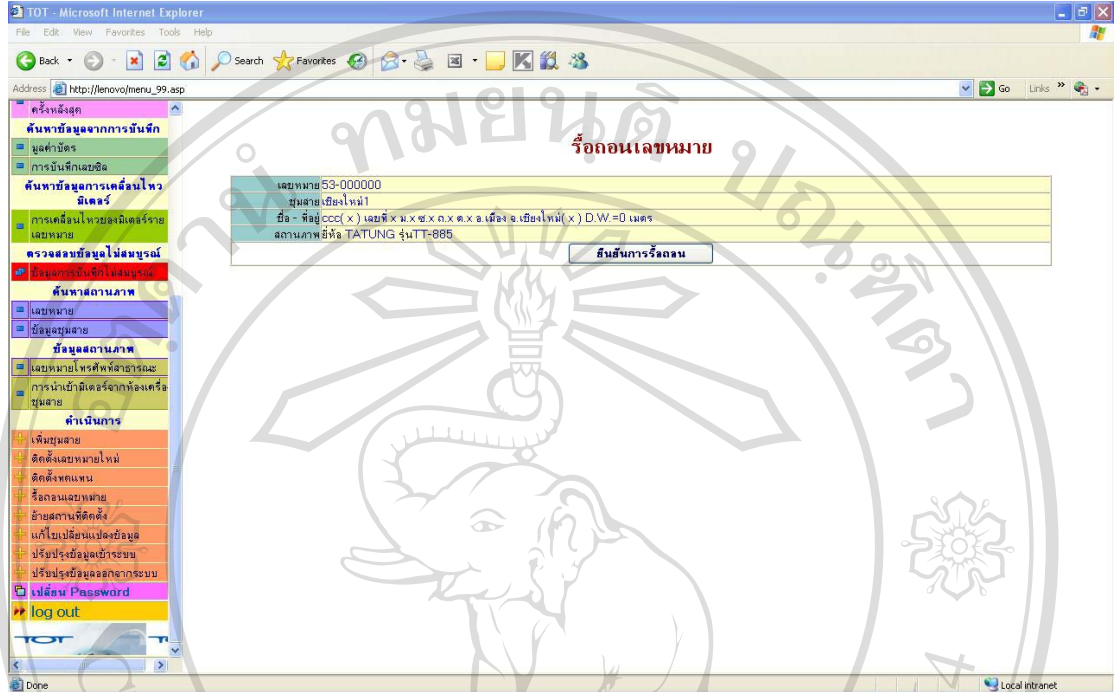 TOT - Microsoft Internet Explorer
File Edit View Favorites Tools Help
Back Search Favorites
Address http://lenovo/menu_99.asp Go Links »
ครั้งหลังสุด
ค้นหาข้อมูลจากการบันทึก
มูลค่าบัตร
การบันทึกเลขซิล
ค้นหาข้อมูลการเคลื่อนไหว
มิเตอร์
การเคลื่อนไหวของมิเตอร์ราย
เลขหมาย
ตรวจสอบข้อมูลไม่สมบูรณ์
ข้อมูลการบันทึกไม่สมบูรณ์
ค้นหาสถานภาพ
เลขหมาย
ข้อมูลชุมสาย
ข้อมูลสถานภาพ
เลขหมายโทรศัพท์สาธารณะ
การนำเข้ามิเตอร์จากห้องเครื่อ
ชุมสาย
ดำเนินการ
เพิ่มชุมสาย
ติดตั้งเลขหมายใหม่
ติดตั้งทดแทน
รื้อถอนเลขหมาย
ย้ายสถานที่ติดตั้ง
แก้ไขเปลี่ยนแปลงข้อมูล
ปรับปรุงข้อมูลเข้าระบบ
ปรับปรุงข้อมูลออกจากระบบ
เปลี่ยน Password
log out
TOT
รื้อถอนเลขหมาย
เลขหมาย 53-000000
ชุมสาย เชียงใหม่1
ชื่อ - ที่อยู่ ccc( x ) เลขที่ x ม.x ซ.x ถ.x ต.x อ.เมือง จ.เชียงใหม่( x ) D.W.=0 เมตร
สถานภาพ ยี่ห้อ TATUNG รุ่นTT-885
ยืนยันการรื้อถอน
Done Local intranet